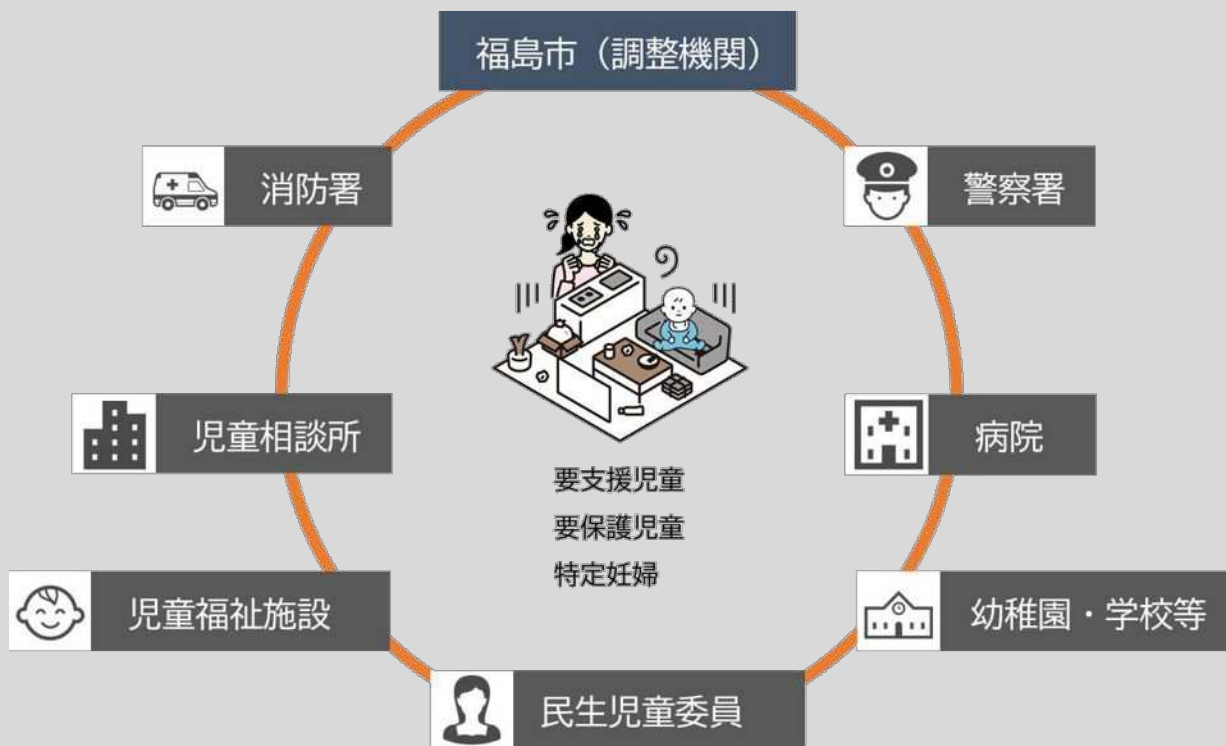 福島市（調整機関）
消防署
警察署
児童相談所
病院
要支援児童
要保護児童
特定妊婦
児童福祉施設
幼稚園・学校等
民生児童委員